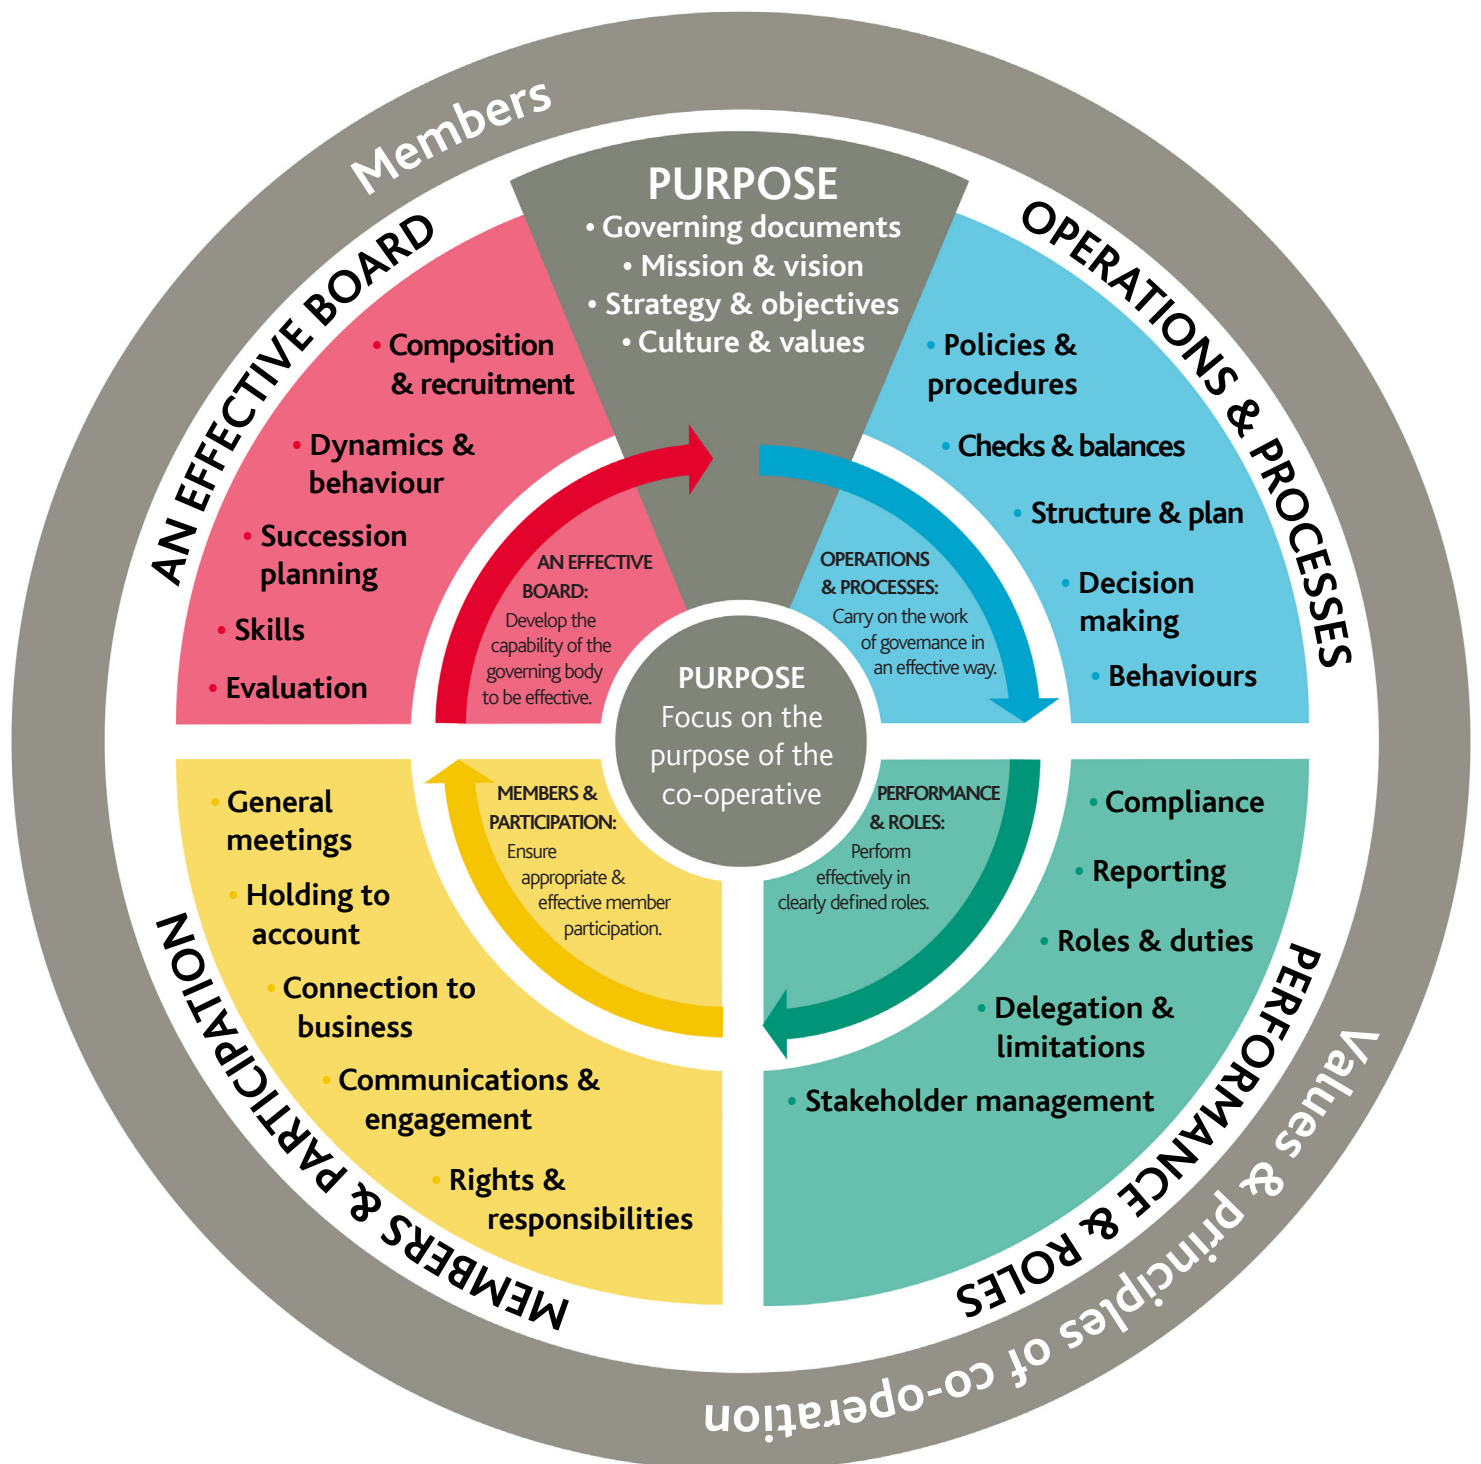 Members
Values & principles of co-operation
PURPOSE
• Governing documents
• Mission & vision
• Strategy & objectives
• Culture & values
OPERATIONS & PROCESSES
• Policies &
procedures
• Checks & balances
• Structure & plan
• Decision
making
• Behaviours
OPERATIONS
& PROCESSES:
Carry on the work
of governance in
an effective way.
PERFORMANCE & ROLES
• Compliance
• Reporting
• Roles & duties
• Delegation &
limitations
• Stakeholder management
PERFORMANCE
& ROLES:
Perform
effectively in
clearly defined roles.
MEMBERS & PARTICIPATION
• General
meetings
• Holding to
account
• Connection to
business
• Communications &
engagement
• Rights &
responsibilities
MEMBERS &
PARTICIPATION:
Ensure
appropriate &
effective member
participation.
AN EFFECTIVE BOARD
• Composition
& recruitment
• Dynamics &
behaviour
• Succession
planning
• Skills
• Evaluation
AN EFFECTIVE
BOARD:
Develop the
capability of the
governing body
to be effective.
PURPOSE
Focus on the
purpose of the
co-operative